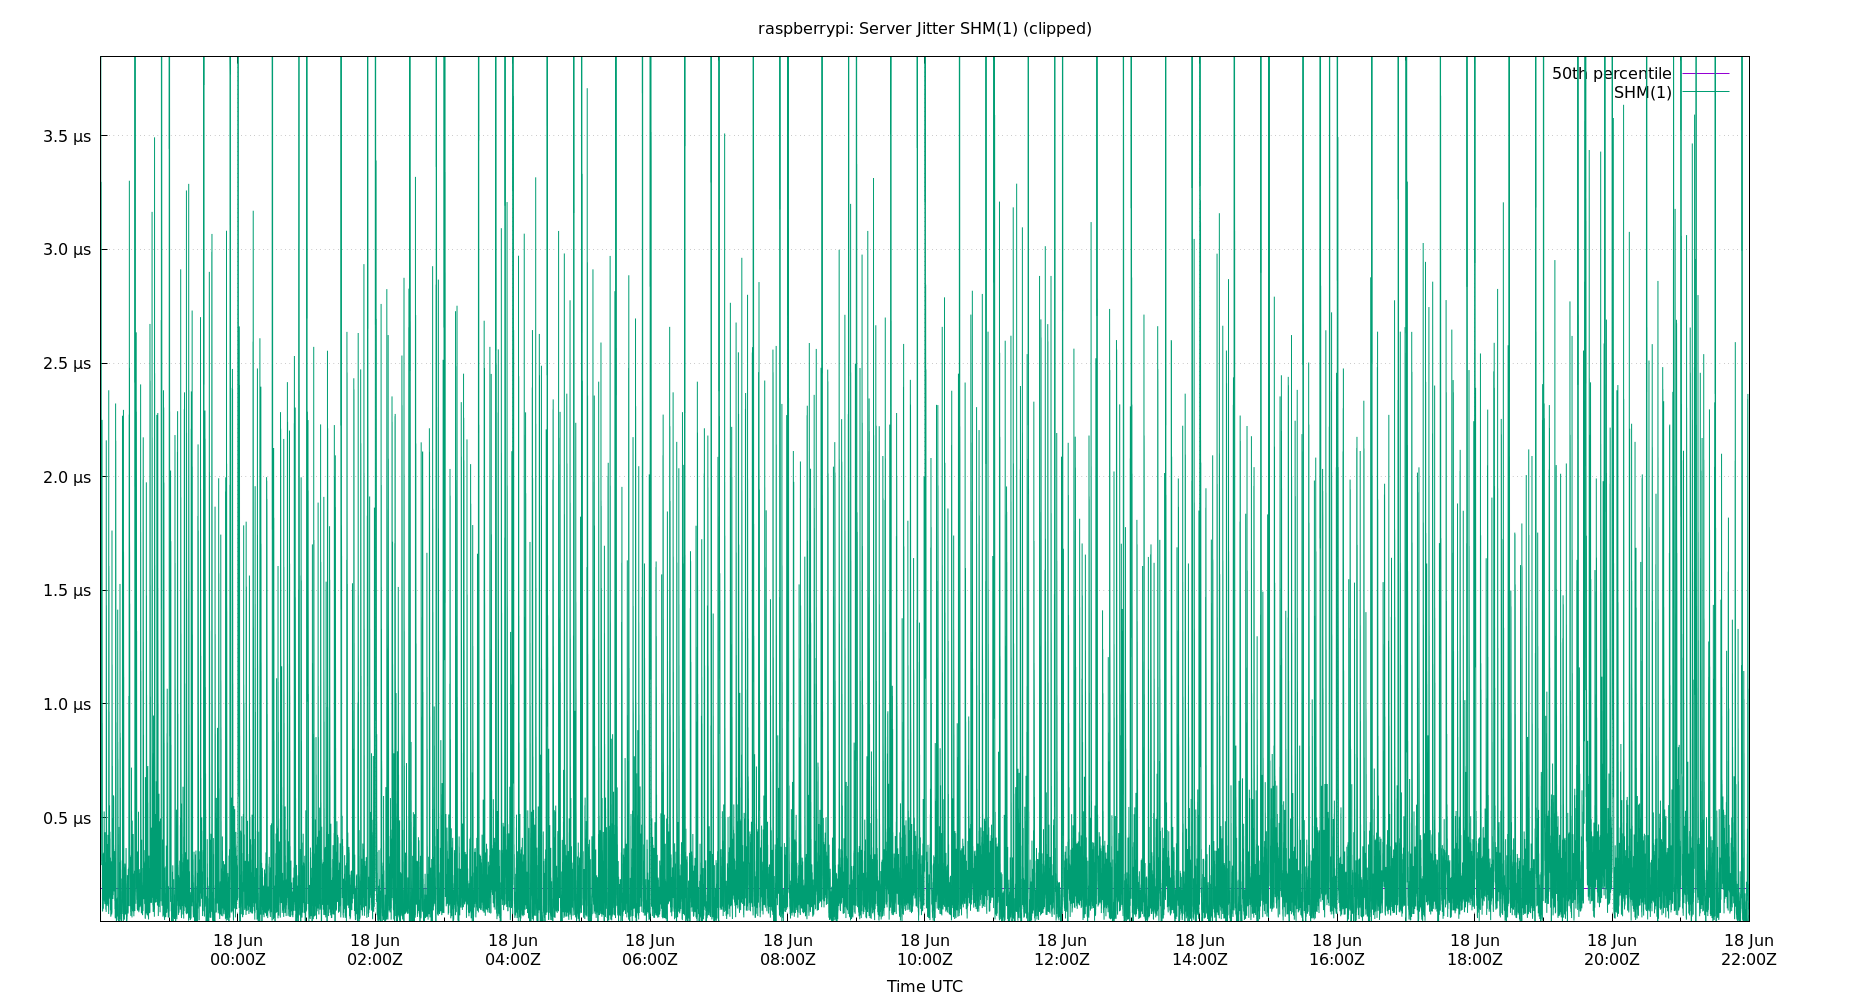 raspberrypi: Server Jitter SHM(1) (clipped)
50th percentile
SHM(1)
3.5 µs
3.0 µs
2.5 µs
2.0 µs
1.5 µs
1.0 µs
0.5 µs
18 Jun 18 Jun 18 Jun 18 Jun 18 Jun 18 Jun 18 Jun 18 Jun 18 Jun 18 Jun 18 Jun 18 Jun
00:00Z 02:00Z 04:00Z 06:00Z 08:00Z 10:00Z 12:00Z 14:00Z 16:00Z 18:00Z 20:00Z 22:00Z
Time UTC